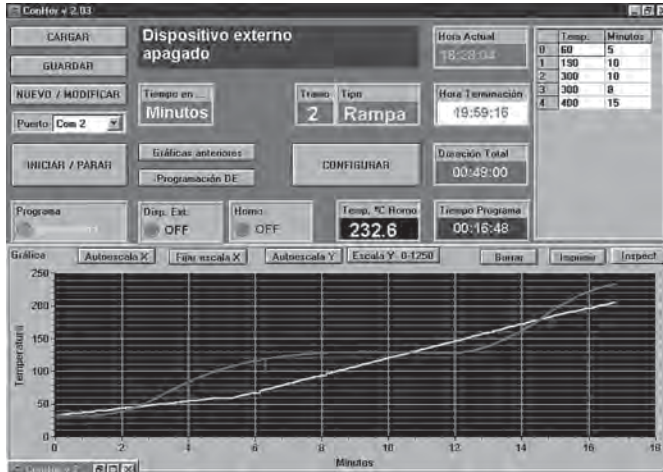 ConHor v 2.03
CARGAR
GUARDAR
NUEVO / MODIFICAR
Puerto Com 2
INICIAR / PARAR
Dispositivo externo
apagado
Tiempo en ...
Minutos
Tramo Tipo
2 Rampa
Gráficas anteriores
Programación DE
CONFIGURAR
Hora Actual
18:28:04
Hora Terminación
19:59:16
Duración Total
00:49:00
Temp. Minutos
0 60 5
1 190 10
2 300 10
3 300 8
4 400 15
Programa
Disp. Ext.
OFF
Horno
OFF
Temp. ºC Horno
232.6
Tiempo Programa
00:16:48
Gráfica
Autoescala X
Fijar escala X
Autoescala Y
Escala Y 0-1250
Borrar
Imprimir
Inspect
250
200
150
100
50
0
Temperatura
0 2 4 6 8 10 12 14 16 18
Minutos